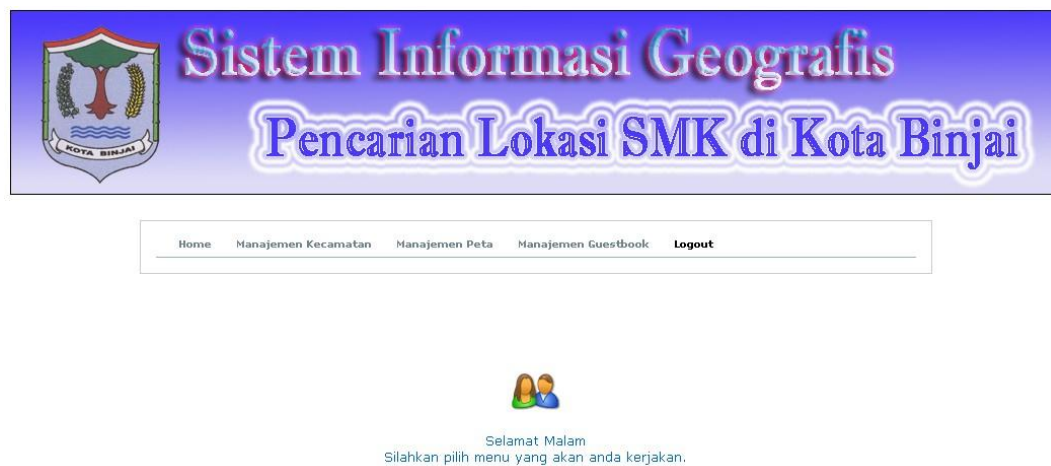 Sistem Informasi Geografis
Pencarian Lokasi SMK di Kota Binjai
KOTA BINJAI
Home Manajemen Kecamatan Manajemen Peta Manajemen Guestbook Logout
Selamat Malam
Silahkan pilih menu yang akan anda kerjakan.